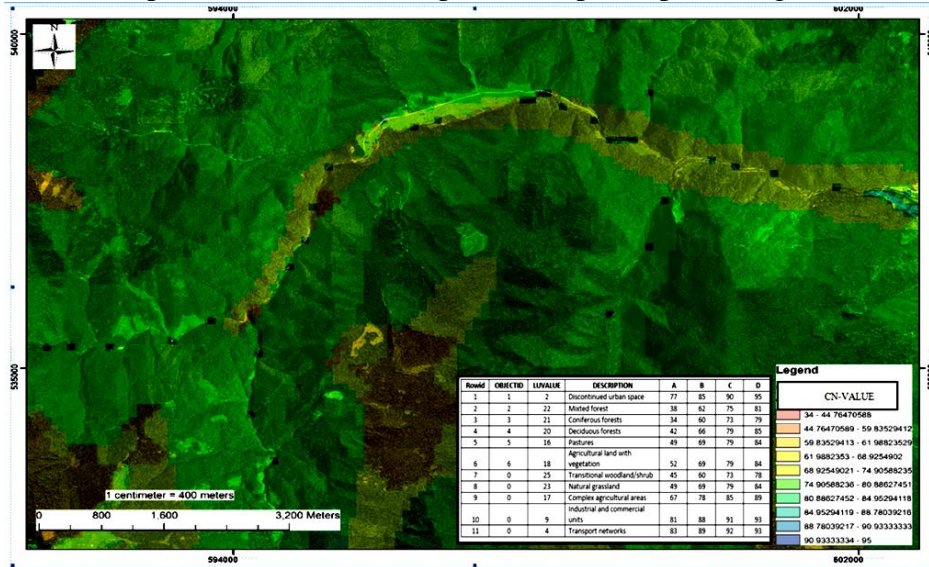 594000 602000
540000
N
535000
Rowid OBJECTID LUVALUE DESCRIPTION A B C D
1 1 2 Discontinued urban space 77 85 90 95
2 2 22 Mixted forest 38 62 75 81
3 3 21 Coniferous forests 34 60 73 79
4 4 20 Deciduous forests 42 66 79 85
5 5 16 Pastures 49 69 79 84
Agricultural land with
6 6 18 vegetation 52 69 79 84
7 0 25 Transitional woodland/shrub 45 60 73 78
8 0 23 Natural grassland 49 69 79 84
9 0 17 Complex agricultural areas 67 78 85 89
Industrial and commercial
10 0 9 units 81 88 91 93
11 0 4 Transport networks 83 89 92 93
Legend
CN-VALUE
34 - 44 76470588
44 76470589 - 59 83529412
59 83529413 - 61 98823529
61 9882353 - 68 9254902
68 92549021 - 74 90588235
74 90588236 - 80 88627451
80 88627452 - 84 95294118
84 95294119 - 88 78039216
88 78039217 - 90 93333333
90 93333334 - 95
1 centimeter = 400 meters
0 800 1,600 3,200 Meters
594000 602000